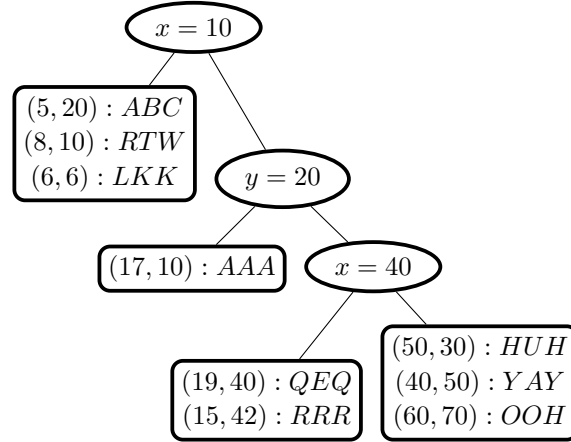 x = 10
(5, 20) : ABC
(8, 10) : RTW
(6, 6) : LKK
y = 20
(17, 10) : AAA
x = 40
(50, 30) : HUH
(40, 50) : YAY
(60, 70) : OOH
(19, 40) : QEQ
(15, 42) : RRR